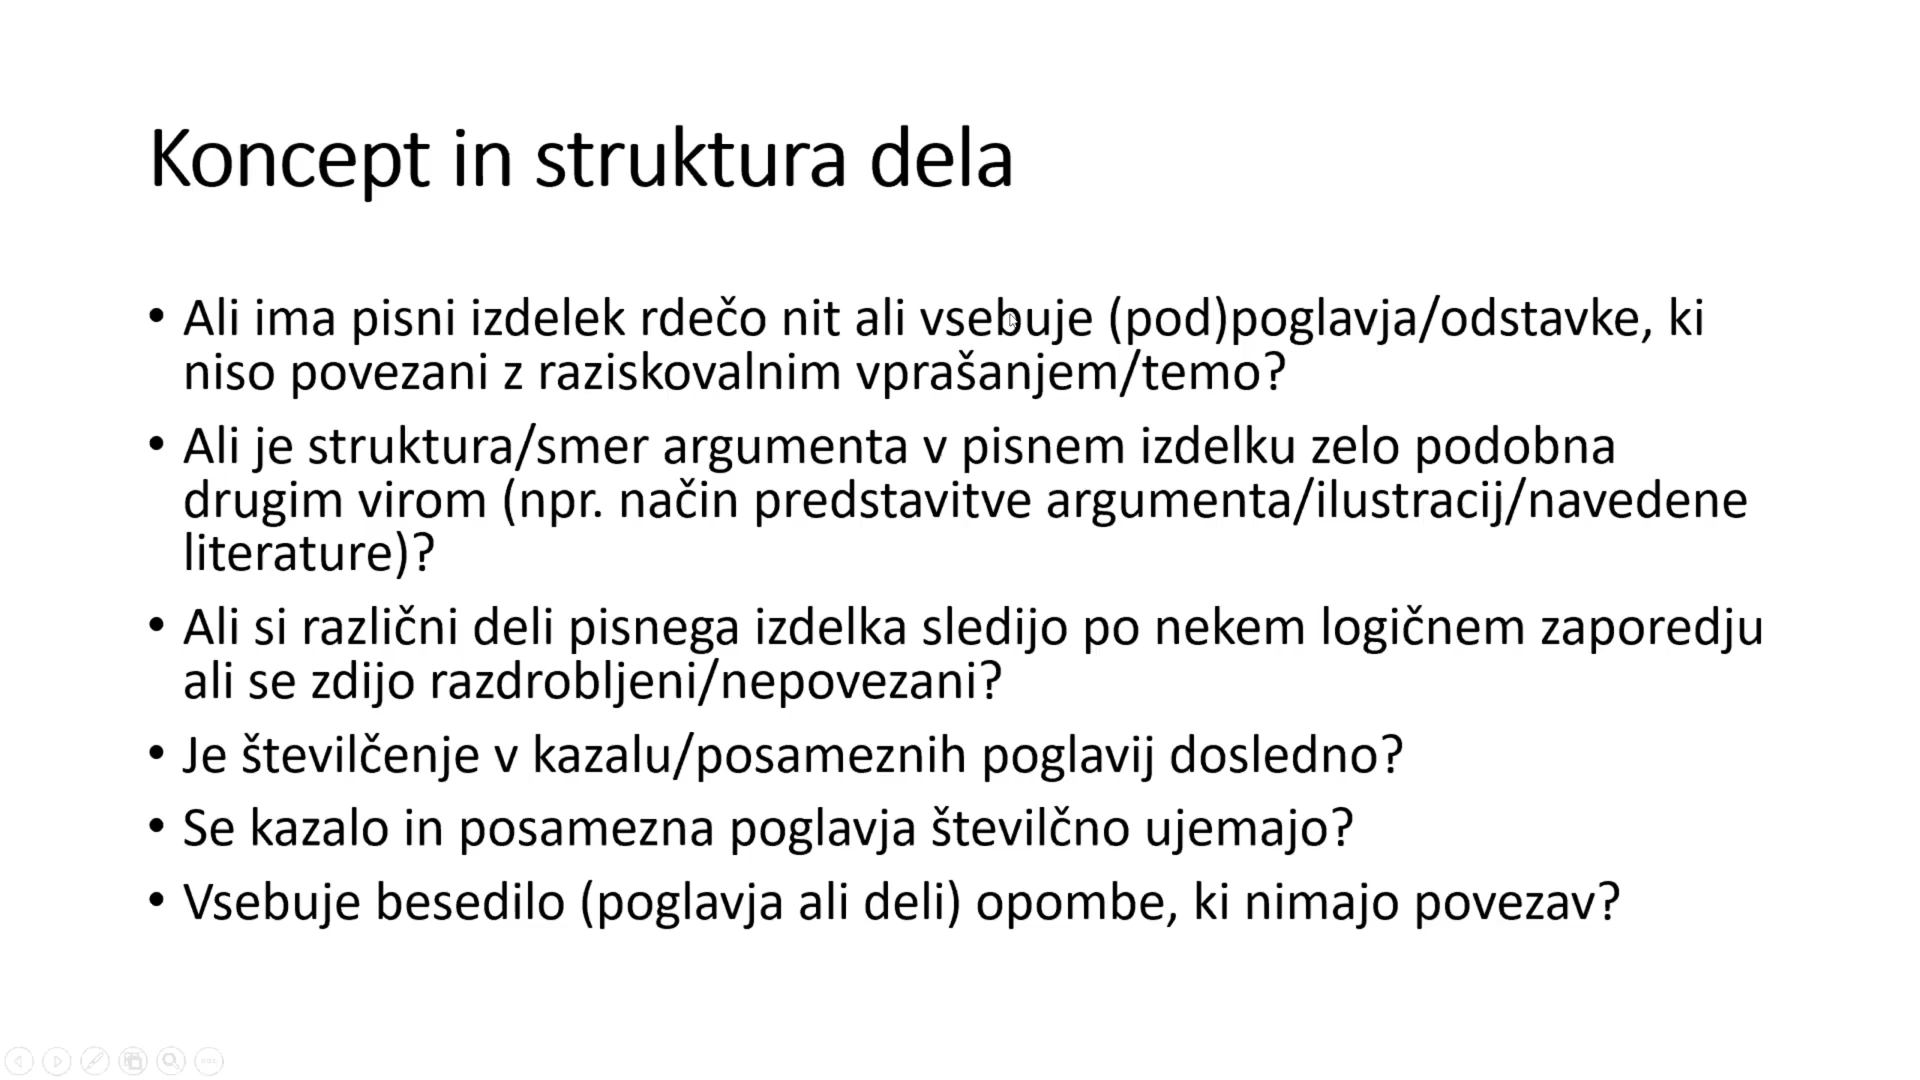 Koncept in struktura dela
• Ali ima pisni izdelek rdečo nit ali vsebuje (pod)poglavja/odstavke, ki
niso povezani z raziskovalnim vprašanjem/temo?
• Ali je struktura/smer argumenta v pisnem izdelku zelo podobna
drugim virom (npr. način predstavitve argumenta/ilustracij/navedene
literature)?
• Ali si različni deli pisnega izdelka sledijo po nekem logičnem zaporedju
ali se zdijo razdrobljeni/nepovezani?
• Je številčenje v kazalu/posameznih poglavij dosledno?
• Se kazalo in posamezna poglavja številčno ujemajo?
• Vsebuje besedilo (poglavja ali deli) opombe, ki nimajo povezav?